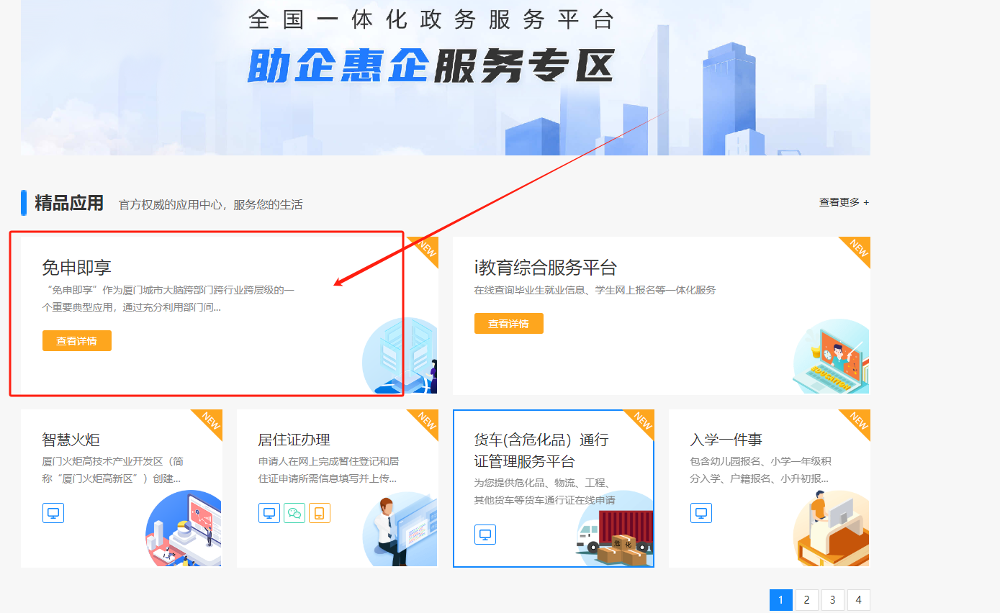 全国一体化政务服务平台
助企惠企服务专区
精品应用 官方权威的应用中心，服务您的生活 查看更多 +
NEW
免申即享
“免申即享”作为厦门城市大脑跨部门跨行业跨层级的一
个重要典型应用，通过充分利用部门间...
查看详情
NEW
i教育综合服务平台
在线查询毕业生就业信息、学生网上报名等一体化服务
查看详情
EDUCATION
NEW
智慧火炬
厦门火炬高技术产业开发区（简
称“厦门火炬高新区”）创建...
NEW
居住证办理
申请人在网上完成暂住登记和居
住证申请所需信息填写并上传...
NEW
货车(含危化品）通行
证管理服务平台
为您提供危化品、物流、工程、
其他货车等货车通行证在线申请
危化
NEW
入学一件事
包含幼儿园报名、小学一年级积
分入学、户籍报名、小升初报...
1 2 3 4